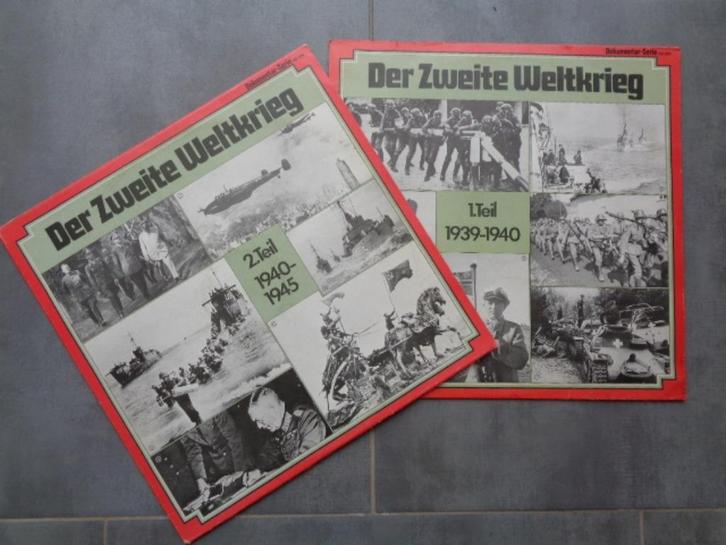 Dokumentar-Serie
Der Zweite Weltkrieg
2.Teil
1940-
1945
Dokumentar-Serie
Der Zweite Weltkrieg
1.Teil
1939-1940